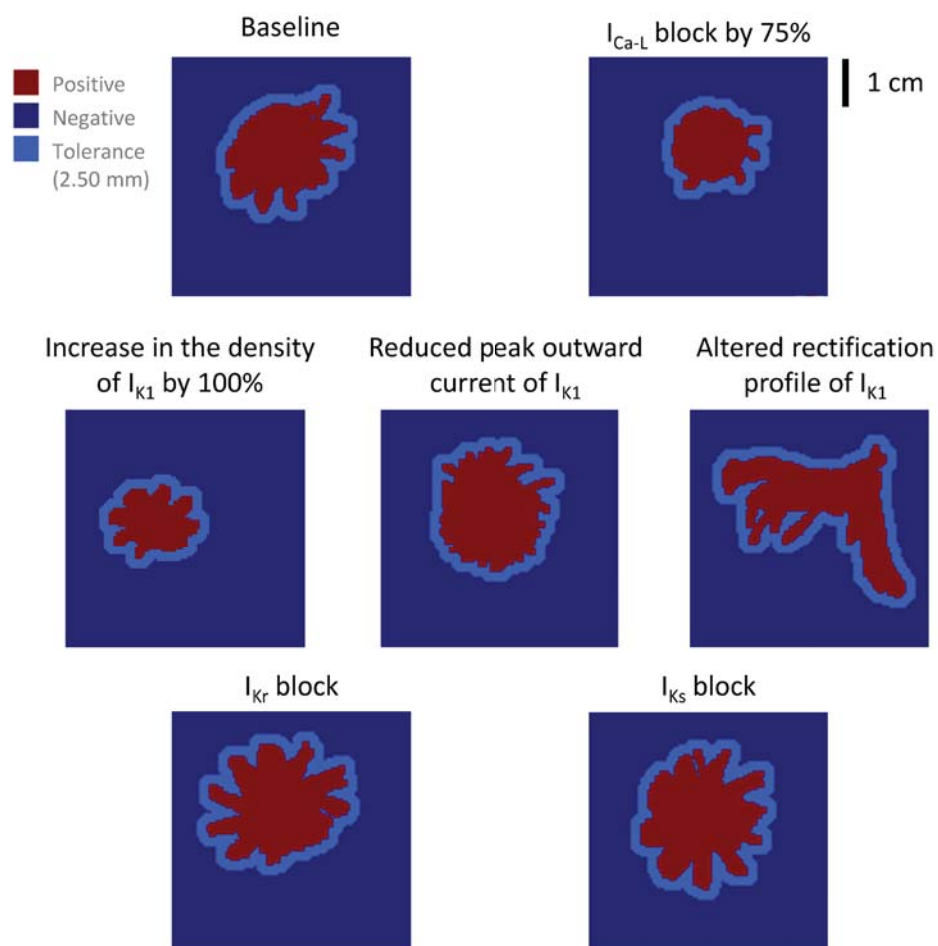 Baseline
I_Ca-L block by 75%
Positive
Negative
Tolerance
(2.50 mm)
1 cm
Increase in the density
of I_K1 by 100%
Reduced peak outward
current of I_K1
Altered rectification
profile of I_K1
I_Kr block
I_Ks block